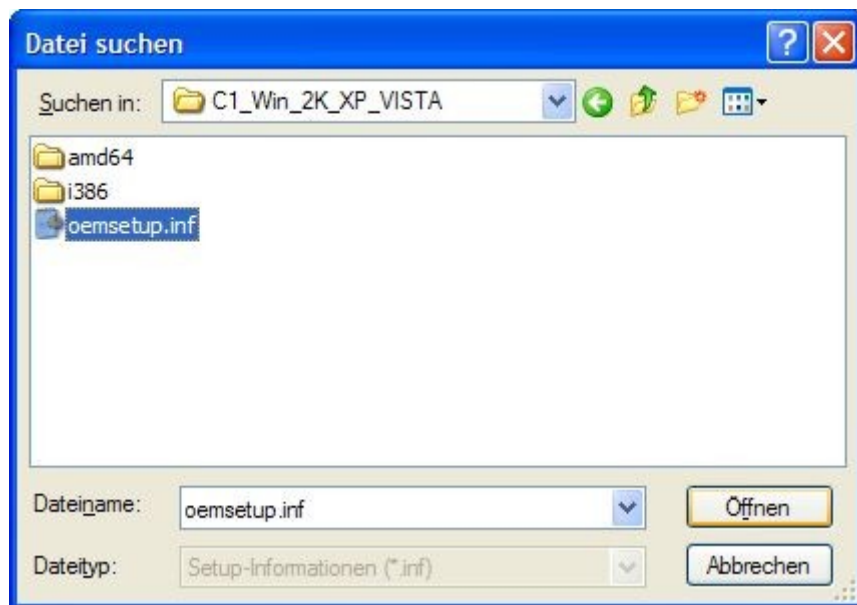 Datei suchen
Suchen in: C1_Win_2K_XP_VISTA
amd64
i386
oemsetup.inf
Dateiname: oemsetup.inf Öffnen
Dateityp: Setup-Informationen (*.inf) Abbrechen